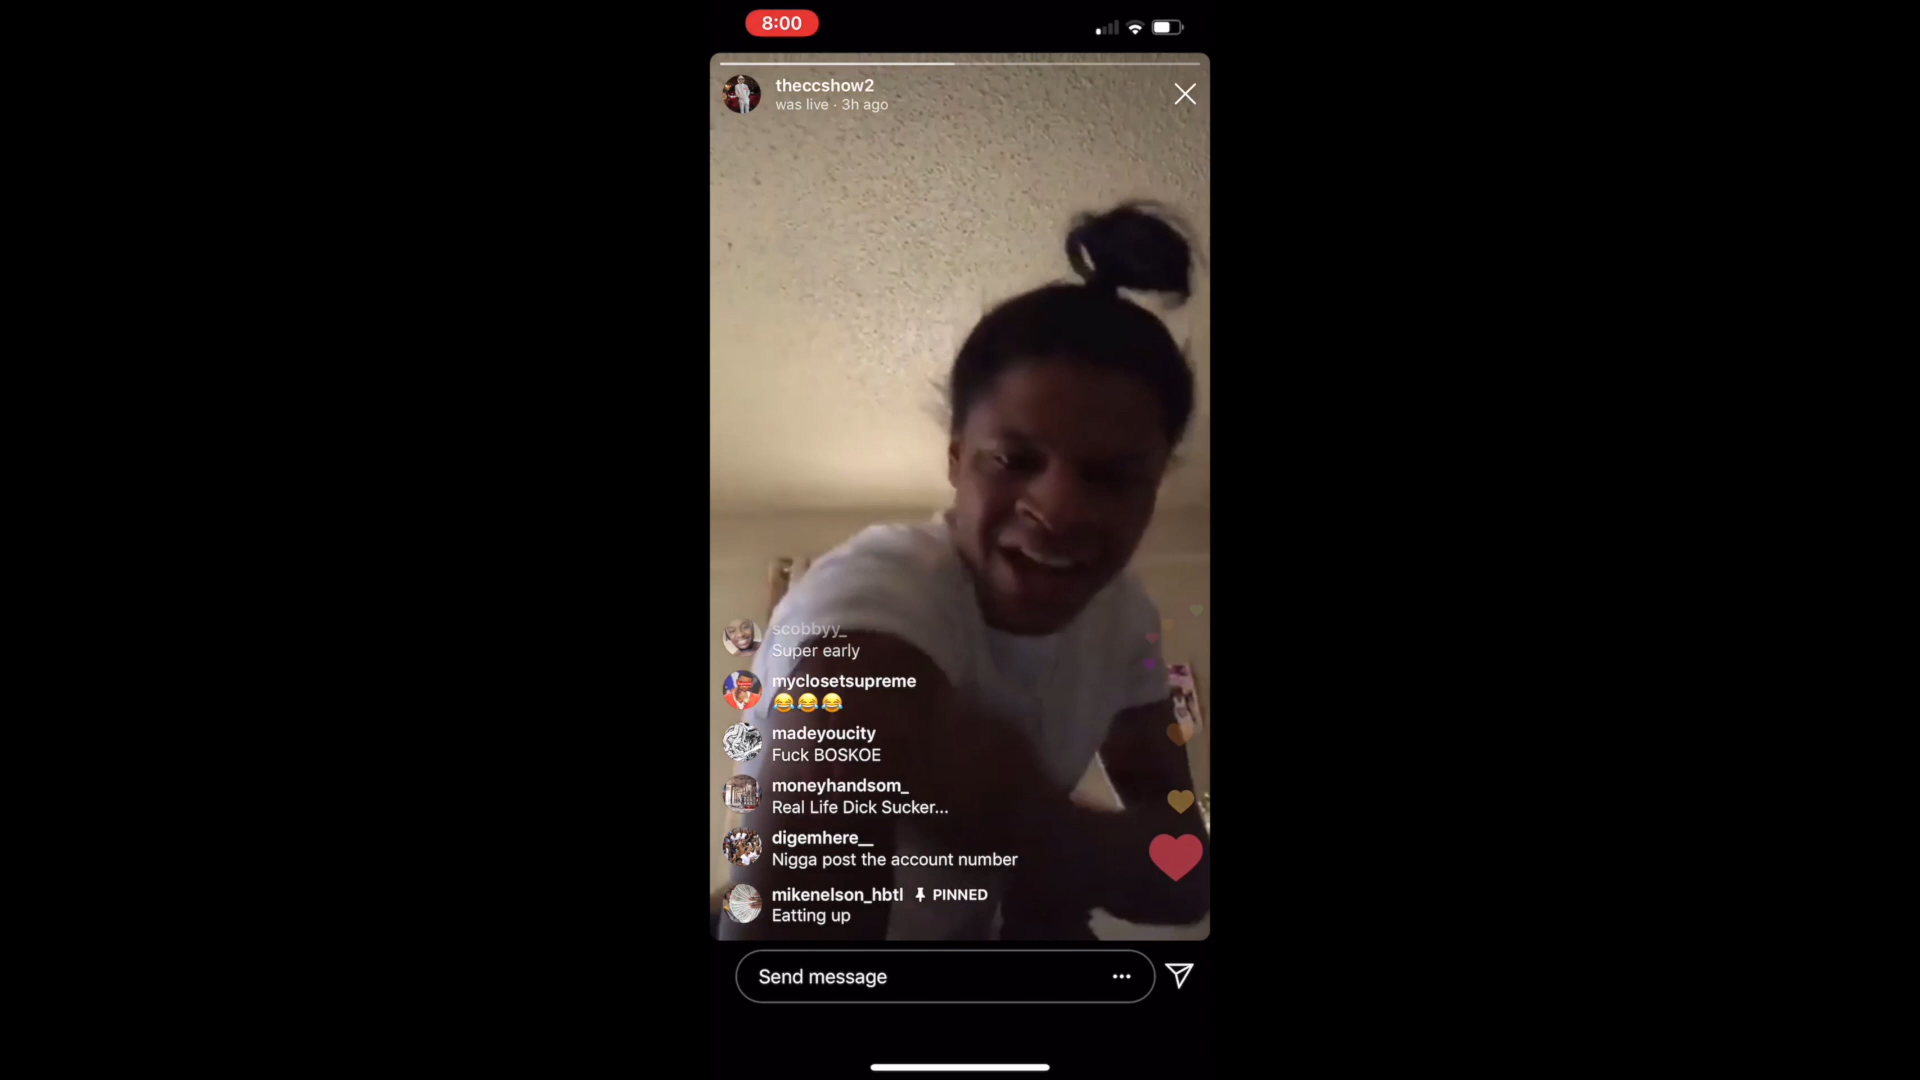 8:00
theccshow2
was live · 3h ago
scobbyy_
Super early
myclosetsupreme
😂😂😂
madeyoucity
Fuck BOSKOE
moneyhandsom_
Real Life Dick Sucker...
digemhere__
Nigga post the account number
mikenelson_hbtl PINNED
Eatting up
Send message